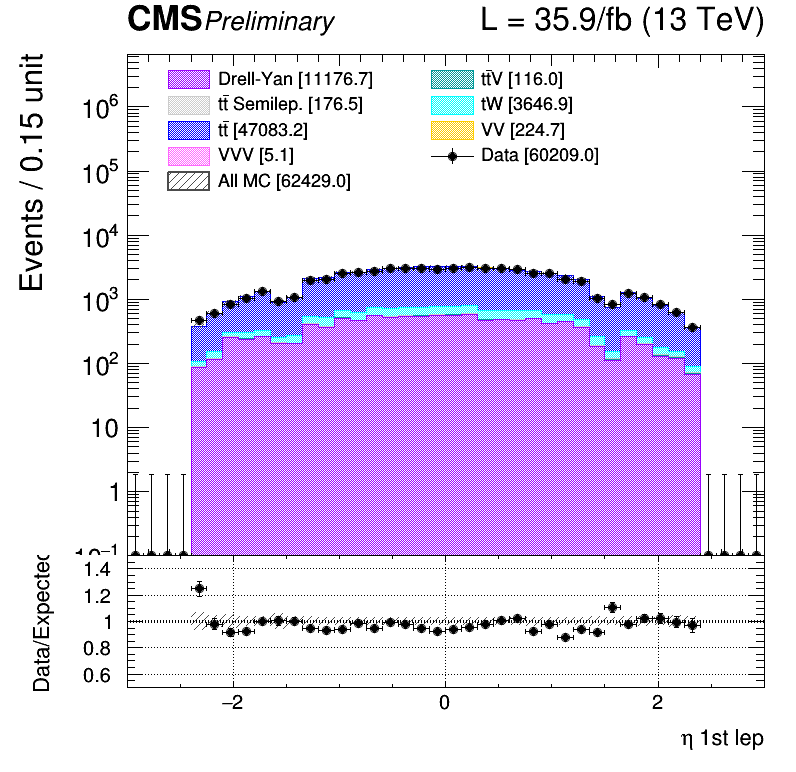 CMS Preliminary L = 35.9/fb (13 TeV)
Events / 0.15 unit
Drell-Yan [11176.7]
tt̄ Semilep. [176.5]
tt̄ [47083.2]
VVV [5.1]
All MC [62429.0]
tt̄V [116.0]
tW [3646.9]
VV [224.7]
Data [60209.0]
10⁶
10⁵
10⁴
10³
10²
10
1
10⁻¹
Data/Expected
1.4
1.2
1
0.8
0.6
−2 0 2
η 1st lep